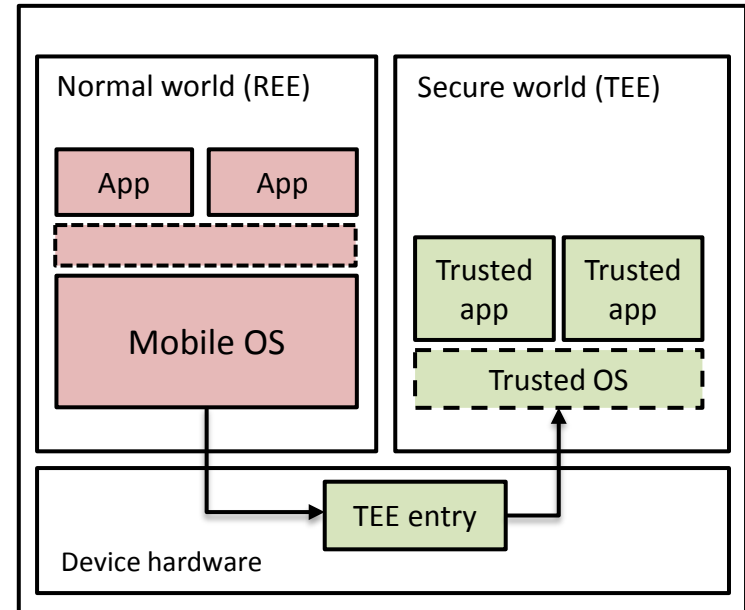 Normal world (REE)
App
App
Mobile OS
Secure world (TEE)
Trusted
app
Trusted
app
Trusted OS
TEE entry
Device hardware